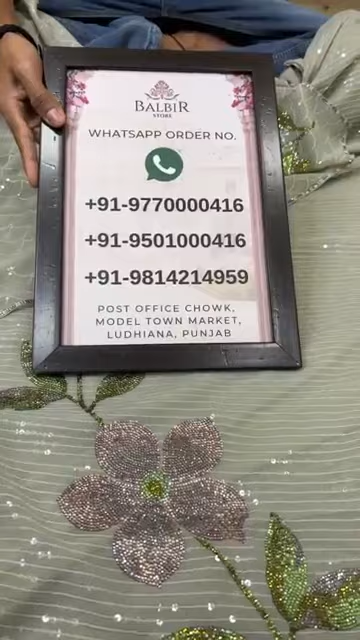 BALBIR
STORE
WHATSAPP ORDER NO.
+91-9770000416
+91-9501000416
+91-9814214959
POST OFFICE CHOWK,
MODEL TOWN MARKET,
LUDHIANA, PUNJAB